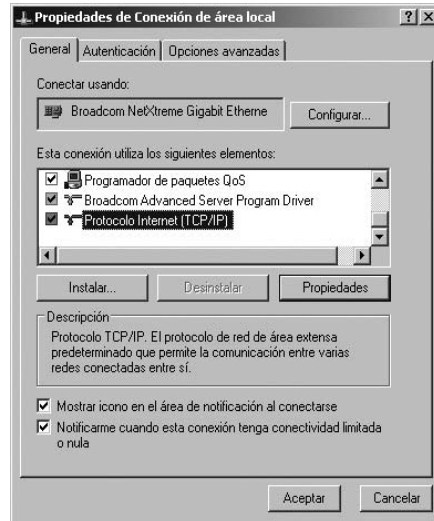 Propiedades de Conexión de área local
General
Autenticación
Opciones avanzadas
Conectar usando:
Broadcom NetXtreme Gigabit Etherne
Configurar...
Esta conexión utiliza los siguientes elementos:
Programador de paquetes QoS
Broadcom Advanced Server Program Driver
Protocolo Internet (TCP/IP)
Instalar...
Desinstalar
Propiedades
Descripción
Protocolo TCP/IP. El protocolo de red de área extensa
predeterminado que permite la comunicación entre varias
redes conectadas entre sí.
Mostrar icono en el área de notificación al conectarse
Notificarme cuando esta conexión tenga conectividad limitada
o nula
Aceptar
Cancelar